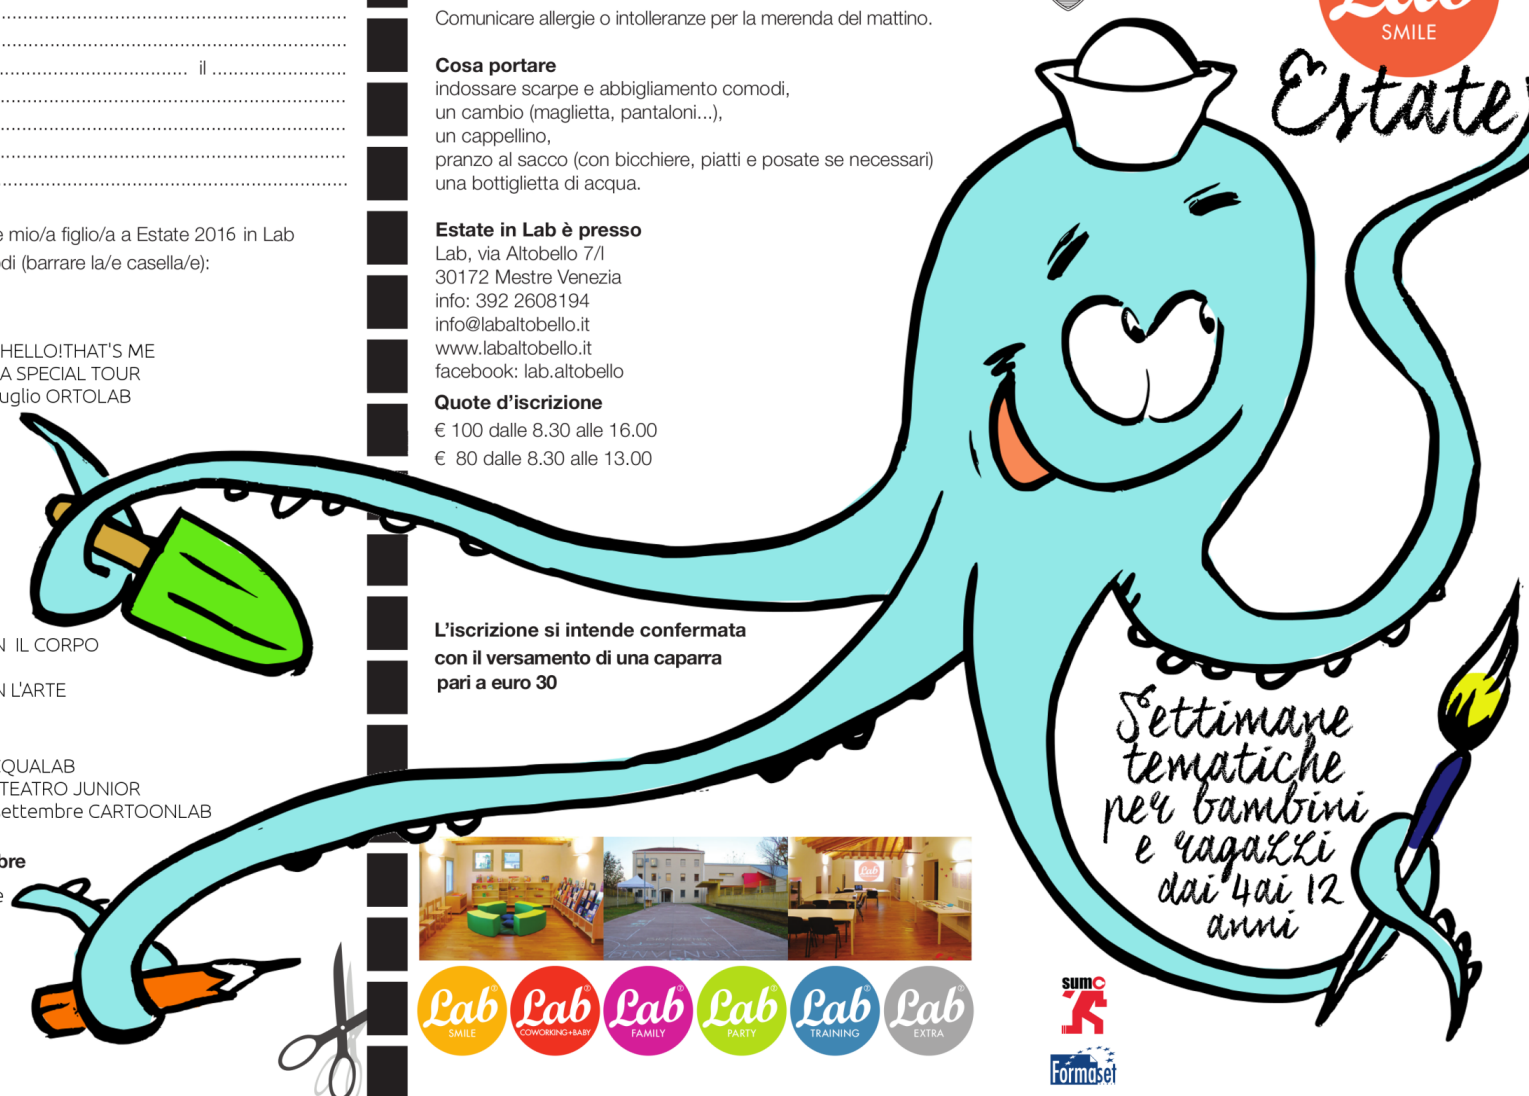 il
e mio/a figlio/a a Estate 2016 in Lab
di (barrare la/e casella/e):
HELLO!THAT'S ME
A SPECIAL TOUR
uglio ORTOLAB
N IL CORPO
N L'ARTE
CQUALAB
TEATRO JUNIOR
settembre CARTOONLAB
bre
e
Comunicare allergie o intolleranze per la merenda del mattino.
Cosa portare
indossare scarpe e abbigliamento comodi,
un cambio (maglietta, pantaloni...),
un cappellino,
pranzo al sacco (con bicchiere, piatti e posate se necessari)
una bottiglietta di acqua.
Estate in Lab è presso
Lab, via Altobello 7/l
30172 Mestre Venezia
info: 392 2608194
info@labaltobello.it
www.labaltobello.it
facebook: lab.altobello
Quote d'iscrizione
€ 100 dalle 8.30 alle 16.00
€ 80 dalle 8.30 alle 13.00
L'iscrizione si intende confermata
con il versamento di una caparra
pari a euro 30
Lab
BENVENUTI
Lab SMILE
Lab COWORKING+BABY
Lab FAMILY
Lab PARTY
Lab TRAINING
Lab EXTRA
Lab
SMILE
Estate
Settimane
tematiche
per bambini
e ragazzi
dai 4ai 12
anni
sumo
Formaset